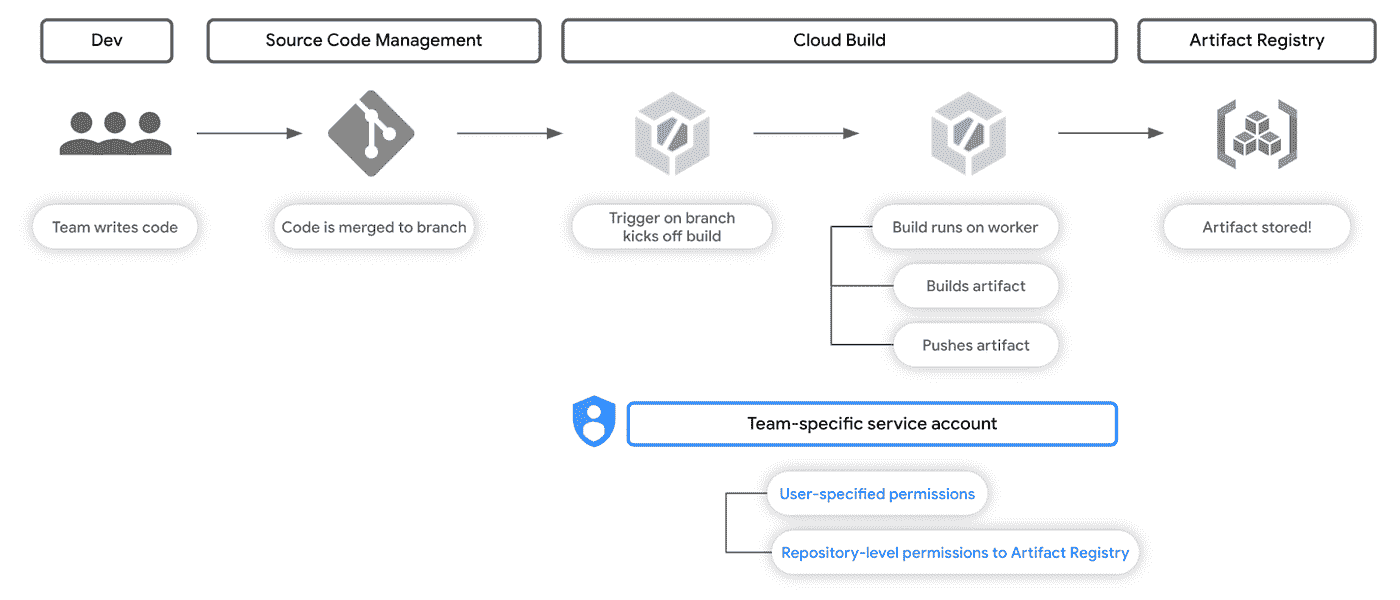 Dev
Source Code Management
Cloud Build
Artifact Registry
Team writes code
Code is merged to branch
Trigger on branch
kicks off build
Build runs on worker
Artifact stored!
Builds artifact
Pushes artifact
Team-specific service account
User-specified permissions
Repository-level permissions to Artifact Registry